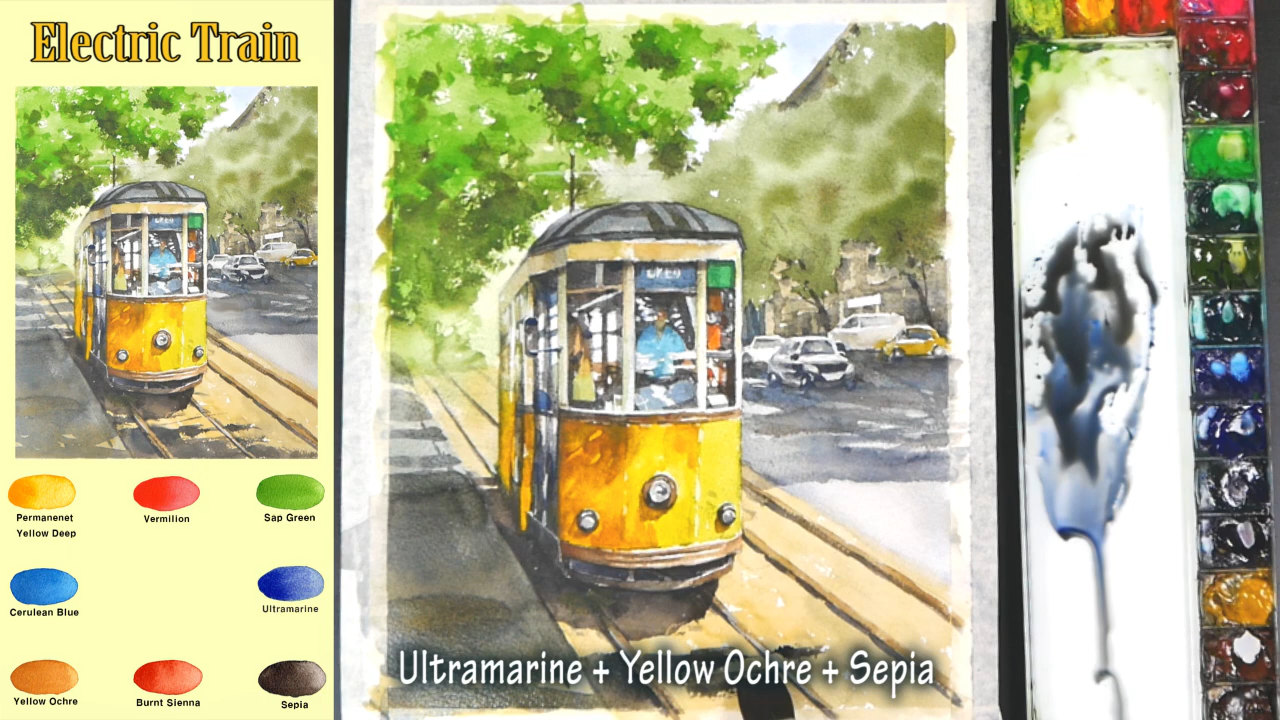 Electric Train
Permanenet
Yellow Deep
Vermilion
Sap Green
Cerulean Blue
Ultramarine
Yellow Ochre
Burnt Sienna
Sepia
Ultramarine + Yellow Ochre + Sepia